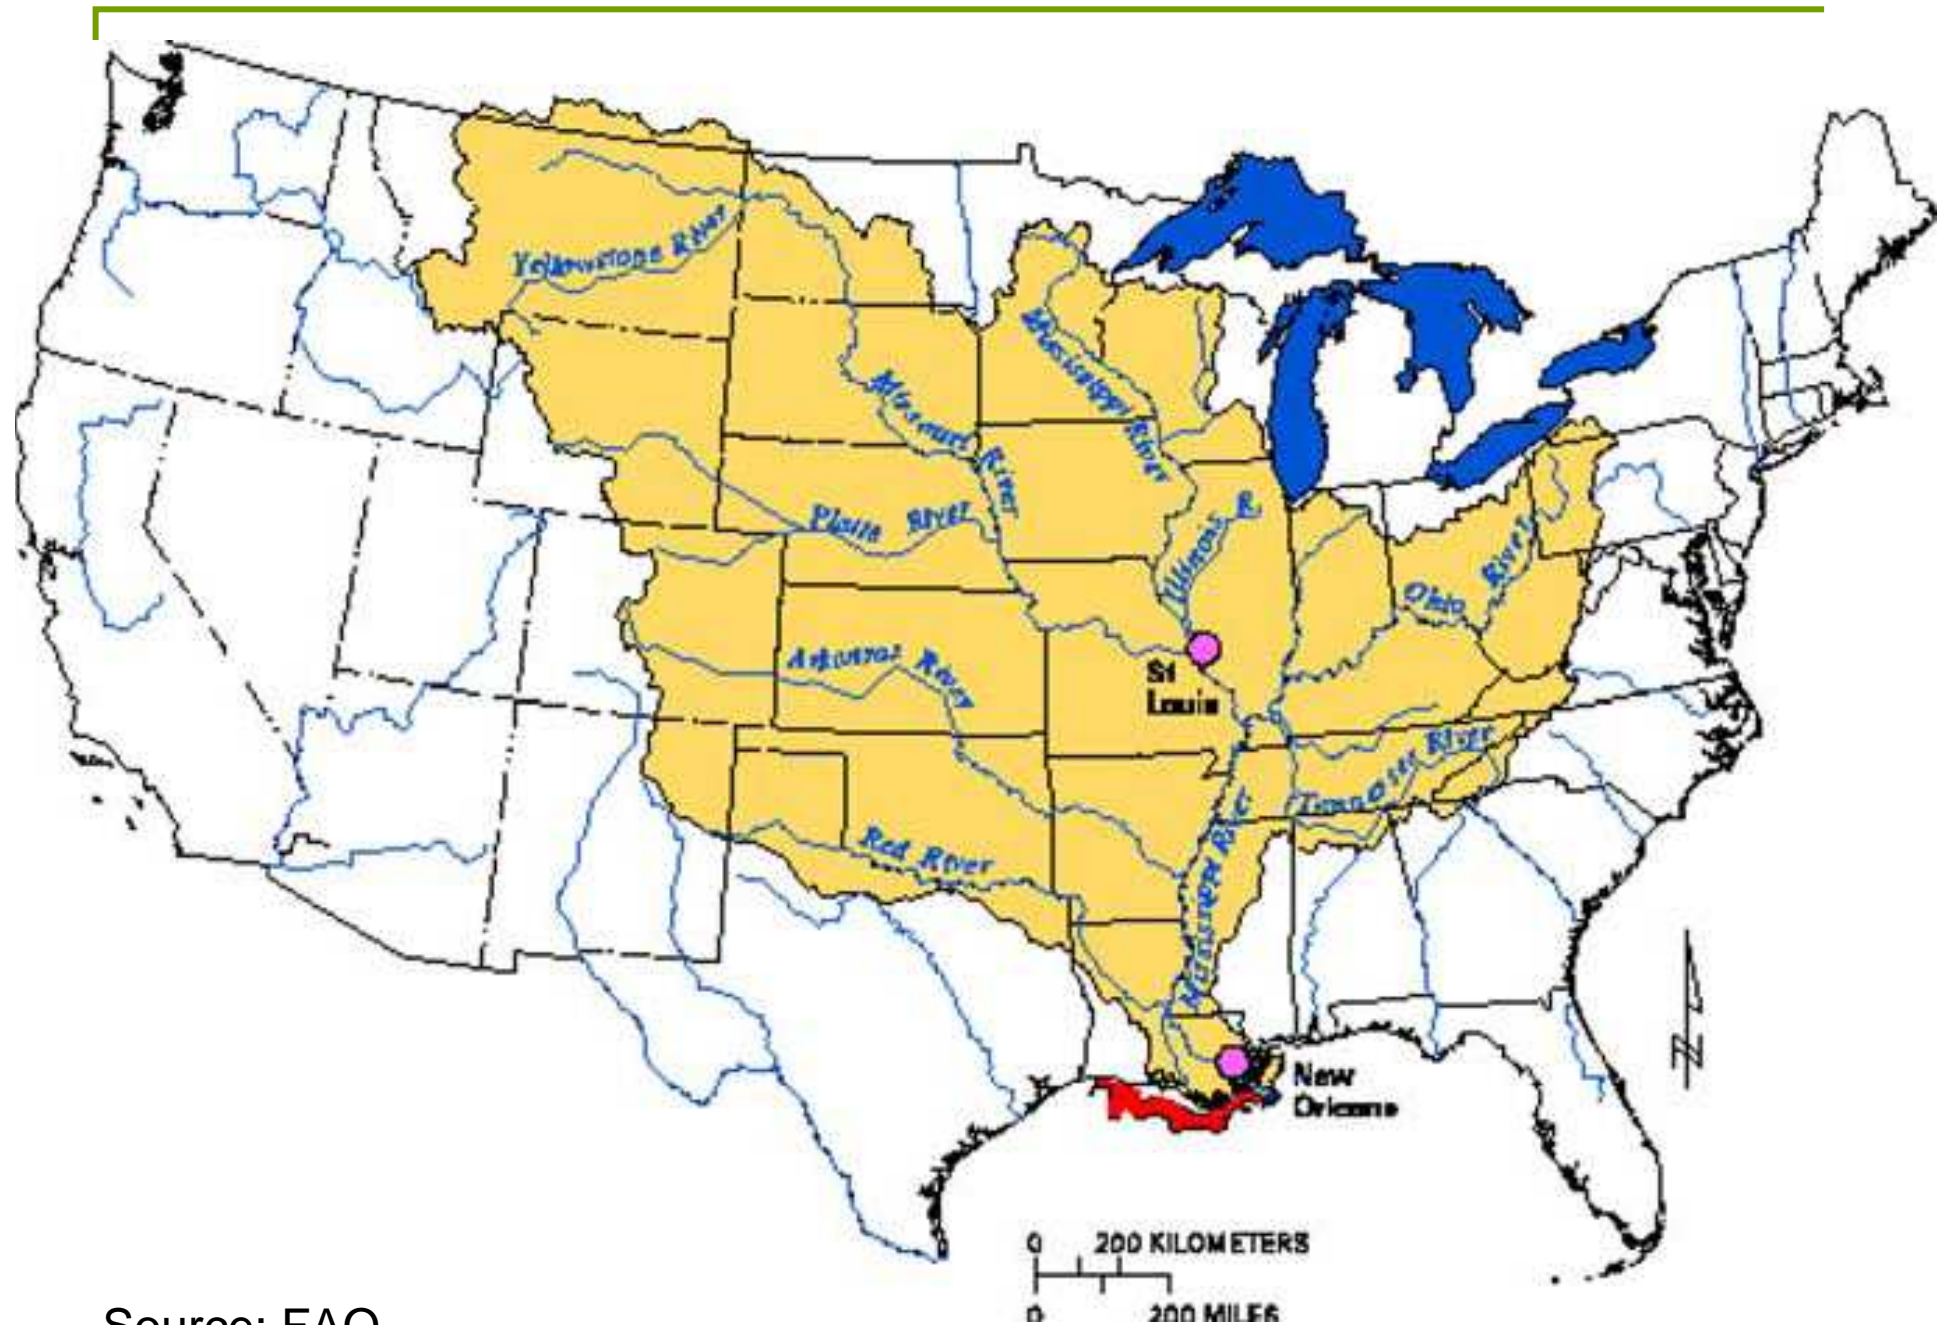 Yellowstone River
Mississippi River
Missouri River
Platte River
Illinois R.
Ohio River
St
Louis
Arkansas River
Tennessee River
Red River
Mississippi R.
New
Orleans
N
0 200 KILOMETERS
0 200 MILES
Source: FAO